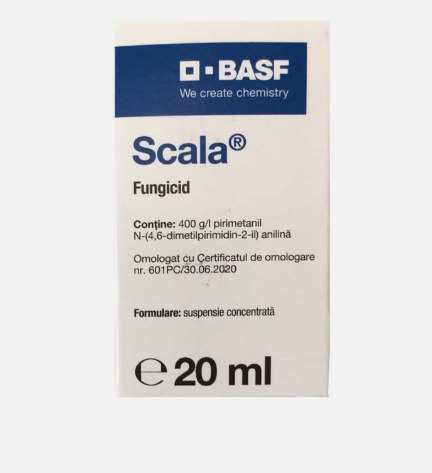 BASF
We create chemistry
Scala®
Fungicid
Conține: 400 g/l pirimetanil
N-(4,6-dimetilpirimidin-2-il) anilină
Omologat cu Certificatul de omologare
nr. 601PC/30.06.2020
Formulare: suspensie concentrată
℮ 20 ml